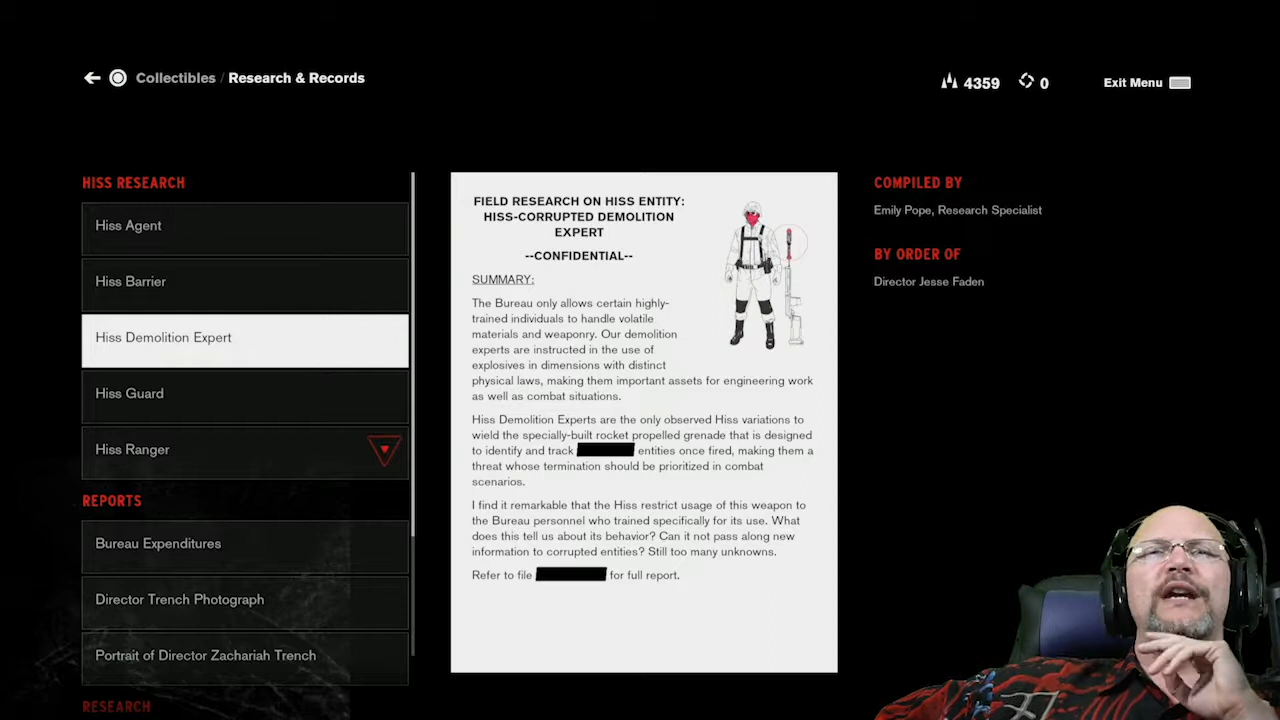 Collectibles / Research & Records
4359
0
Exit Menu
HISS RESEARCH
Hiss Agent
Hiss Barrier
Hiss Demolition Expert
Hiss Guard
Hiss Ranger
REPORTS
Bureau Expenditures
Director Trench Photograph
Portrait of Director Zachariah Trench
RESEARCH
FIELD RESEARCH ON HISS ENTITY:
HISS-CORRUPTED DEMOLITION
EXPERT
--CONFIDENTIAL--
SUMMARY:
The Bureau only allows certain highly-
trained individuals to handle volatile
materials and weaponry. Our demolition
experts are instructed in the use of
explosives in dimensions with distinct
physical laws, making them important assets for engineering work
as well as combat situations.
Hiss Demolition Experts are the only observed Hiss variations to
wield the specially-built rocket propelled grenade that is designed
to identify and track entities once fired, making them a
threat whose termination should be prioritized in combat
scenarios.
I find it remarkable that the Hiss restrict usage of this weapon to
the Bureau personnel who trained specifically for its use. What
does this tell us about its behavior? Can it not pass along new
information to corrupted entities? Still too many unknowns.
Refer to file for full report.
COMPILED BY
Emily Pope, Research Specialist
BY ORDER OF
Director Jesse Faden